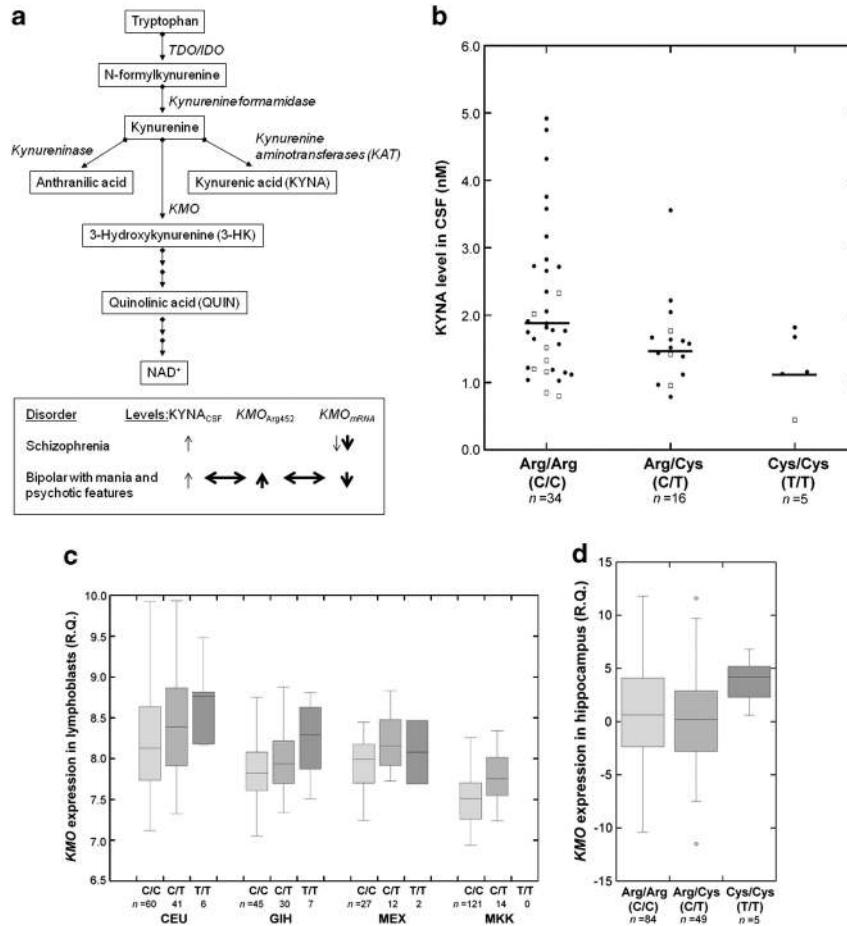 a
Tryptophan
TDO/IDO
N-formylkynurenine
Kynurenine formamidase
Kynurenine
Kynureninase
Kynurenine
aminotransferases (KAT)
Anthranilic acid
Kynurenic acid (KYNA)
KMO
3-Hydroxykynurenine (3-HK)
Quinolinic acid (QUIN)
NAD+
Disorder Levels: KYNACSF KMOArg452 KMOmRNA
Schizophrenia ↑ ↓↓
Bipolar with mania and
psychotic features ↑ ↔ ↑ ↔ ↓
b
KYNA level in CSF (nM)
6.0
5.0
4.0
3.0
2.0
1.0
0.0
Arg/Arg Arg/Cys Cys/Cys
(C/C) (C/T) (T/T)
n=34 n=16 n=5
c
KMO expression in lymphoblasts (R.Q.)
10.0
9.5
9.0
8.5
8.0
7.5
7.0
6.5
C/C C/T T/T C/C C/T T/T C/C C/T T/T C/C C/T T/T
n=60 41 6 n=45 30 7 n=27 12 2 n=121 14 0
CEU GIH MEX MKK
d
KMO expression in hippocampus (R.Q.)
15
10
5
0
-5
-10
-15
Arg/Arg Arg/Cys Cys/Cys
(C/C) (C/T) (T/T)
n=84 n=49 n=5